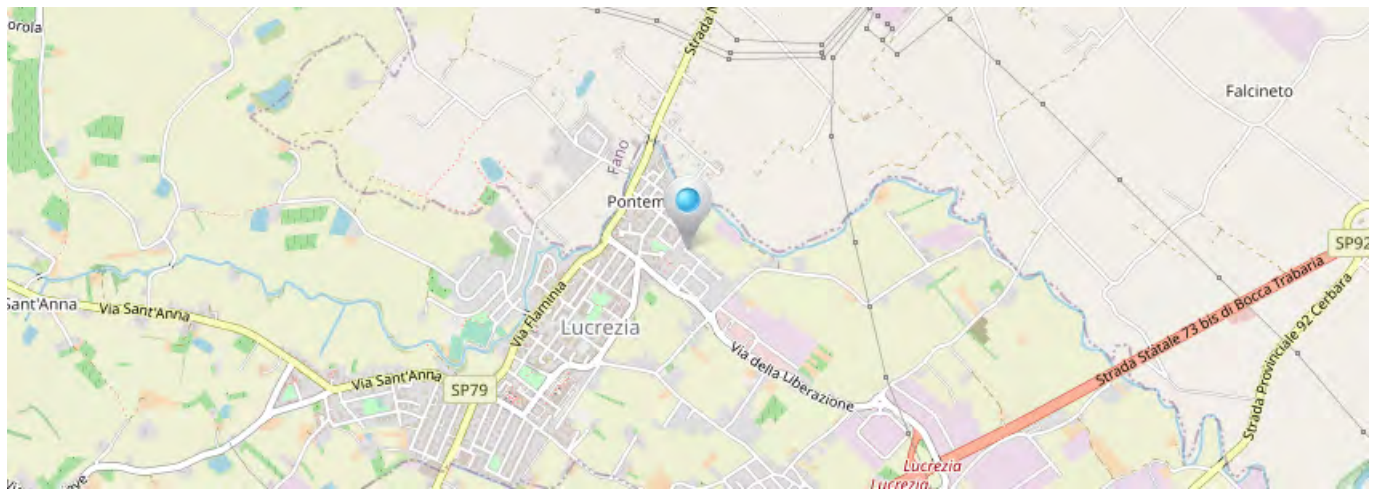 orola
Strada N
Falcineto
Fano
Pontem
SP92
Sant'Anna
Via Sant'Anna
Strada Statale 73 bis di Bocca Trabaria
Via Flaminia
Lucrezia
Via della Liberazione
Via Sant'Anna
SP79
Strada Provinciale 92 Cerbara
Lucrezia
Lucrezia